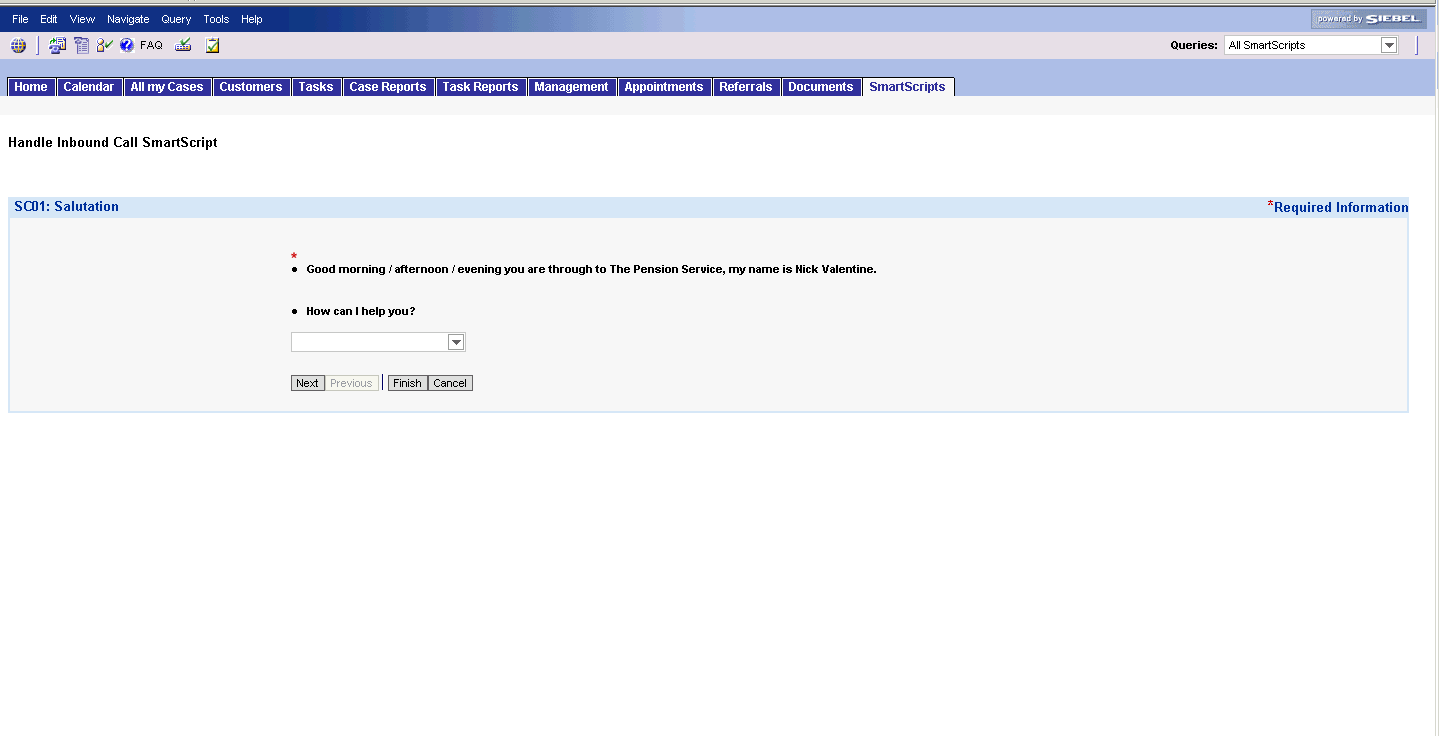 File Edit View Navigate Query Tools Help powered by SIEBEL
FAQ Queries: All SmartScripts
Home Calendar All my Cases Customers Tasks Case Reports Task Reports Management Appointments Referrals Documents SmartScripts
Handle Inbound Call SmartScript
SC01: Salutation *Required Information
*
• Good morning / afternoon / evening you are through to The Pension Service, my name is Nick Valentine.
• How can I help you?
Next Previous Finish Cancel